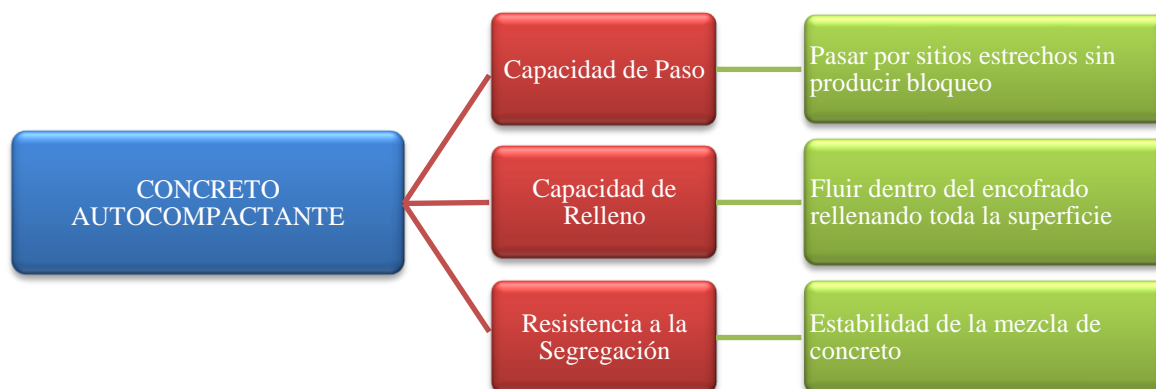 CONCRETO
AUTOCOMPACTANTE
Capacidad de Paso
Pasar por sitios estrechos sin
producir bloqueo
Capacidad de
Relleno
Fluir dentro del encofrado
rellenando toda la superficie
Resistencia a la
Segregación
Estabilidad de la mezcla de
concreto